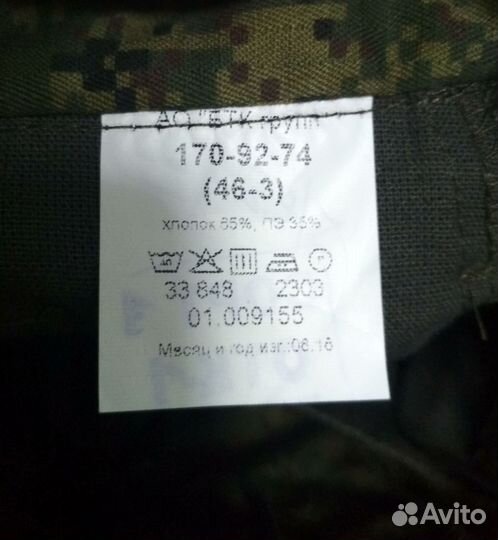 АО "БТК групп"
170-92-74
(46-3)
хлопок 65%, ПЭ 35%
33 848 2303
01.009155
Месяц и год изг.:06.16
Avito